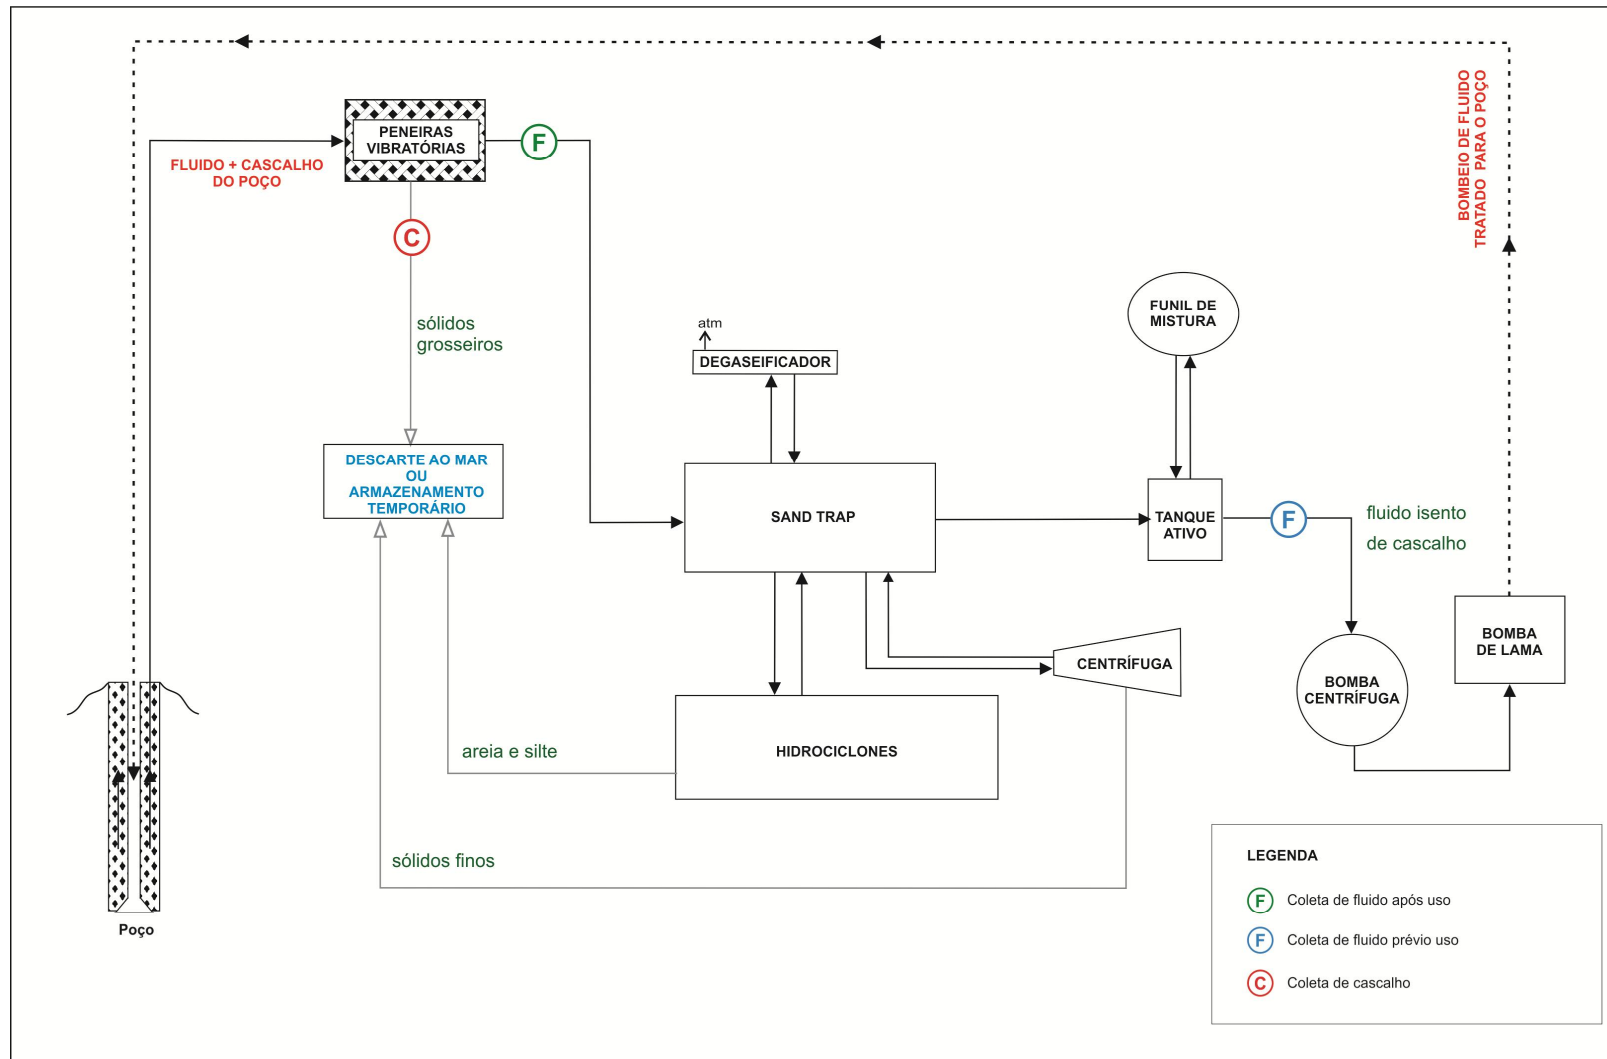 BOMBEIO DE FLUIDO
TRATADO PARA O POÇO
PENEIRAS
VIBRATÓRIAS
F
FLUIDO + CASCALHO
DO POÇO
C
sólidos
grosseiros
atm
DEGASEIFICADOR
FUNIL DE
MISTURA
DESCARTE AO MAR
OU
ARMAZENAMENTO
TEMPORÁRIO
SAND TRAP
TANQUE
ATIVO
F
fluido isento
de cascalho
BOMBA
DE LAMA
CENTRÍFUGA
BOMBA
CENTRÍFUGA
HIDROCICLONES
areia e silte
sólidos finos
Poço
LEGENDA
F Coleta de fluido após uso
F Coleta de fluido prévio uso
C Coleta de cascalho